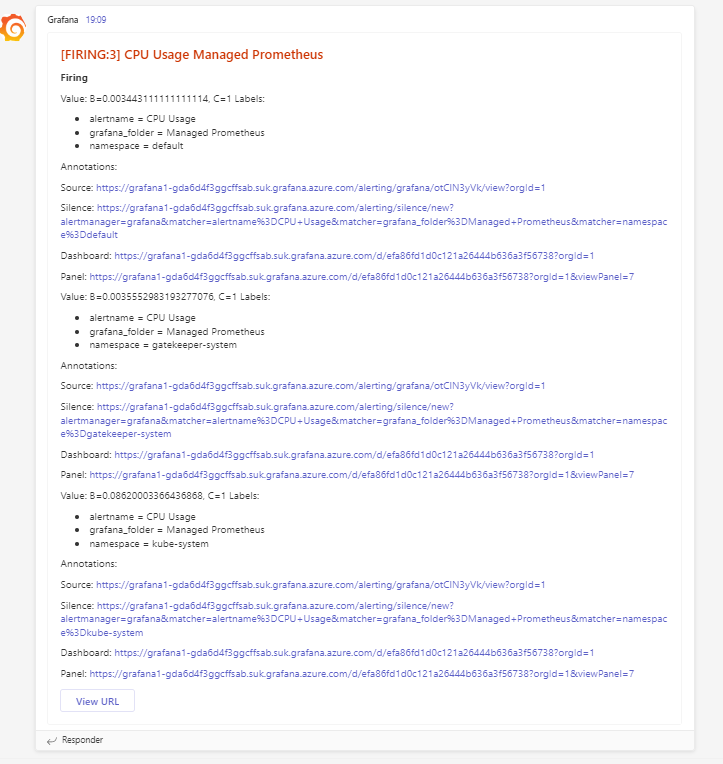 Grafana 19:09
[FIRING:3] CPU Usage Managed Prometheus
Firing
Value: B=0.003443111111111114, C=1 Labels:
alertname = CPU Usage
grafana_folder = Managed Prometheus
namespace = default
Annotations:
Source: https://grafana1-gda6d4f3ggcffsab.suk.grafana.azure.com/alerting/grafana/otCIN3yVk/view?orgId=1
Silence: https://grafana1-gda6d4f3ggcffsab.suk.grafana.azure.com/alerting/silence/new?
alertmanager=grafana&matcher=alertname%3DCPU+Usage&matcher=grafana_folder%3DManaged+Prometheus&matcher=namespac
e%3Ddefault
Dashboard: https://grafana1-gda6d4f3ggcffsab.suk.grafana.azure.com/d/efa86fd1d0c121a26444b636a3f56738?orgId=1
Panel: https://grafana1-gda6d4f3ggcffsab.suk.grafana.azure.com/d/efa86fd1d0c121a26444b636a3f56738?orgId=1&viewPanel=7
Value: B=0.0035552983193277076, C=1 Labels:
alertname = CPU Usage
grafana_folder = Managed Prometheus
namespace = gatekeeper-system
Annotations:
Source: https://grafana1-gda6d4f3ggcffsab.suk.grafana.azure.com/alerting/grafana/otCIN3yVk/view?orgId=1
Silence: https://grafana1-gda6d4f3ggcffsab.suk.grafana.azure.com/alerting/silence/new?
alertmanager=grafana&matcher=alertname%3DCPU+Usage&matcher=grafana_folder%3DManaged+Prometheus&matcher=namespac
e%3Dgatekeeper-system
Dashboard: https://grafana1-gda6d4f3ggcffsab.suk.grafana.azure.com/d/efa86fd1d0c121a26444b636a3f56738?orgId=1
Panel: https://grafana1-gda6d4f3ggcffsab.suk.grafana.azure.com/d/efa86fd1d0c121a26444b636a3f56738?orgId=1&viewPanel=7
Value: B=0.08620003366436868, C=1 Labels:
alertname = CPU Usage
grafana_folder = Managed Prometheus
namespace = kube-system
Annotations:
Source: https://grafana1-gda6d4f3ggcffsab.suk.grafana.azure.com/alerting/grafana/otCIN3yVk/view?orgId=1
Silence: https://grafana1-gda6d4f3ggcffsab.suk.grafana.azure.com/alerting/silence/new?
alertmanager=grafana&matcher=alertname%3DCPU+Usage&matcher=grafana_folder%3DManaged+Prometheus&matcher=namespac
e%3Dkube-system
Dashboard: https://grafana1-gda6d4f3ggcffsab.suk.grafana.azure.com/d/efa86fd1d0c121a26444b636a3f56738?orgId=1
Panel: https://grafana1-gda6d4f3ggcffsab.suk.grafana.azure.com/d/efa86fd1d0c121a26444b636a3f56738?orgId=1&viewPanel=7
View URL
Responder